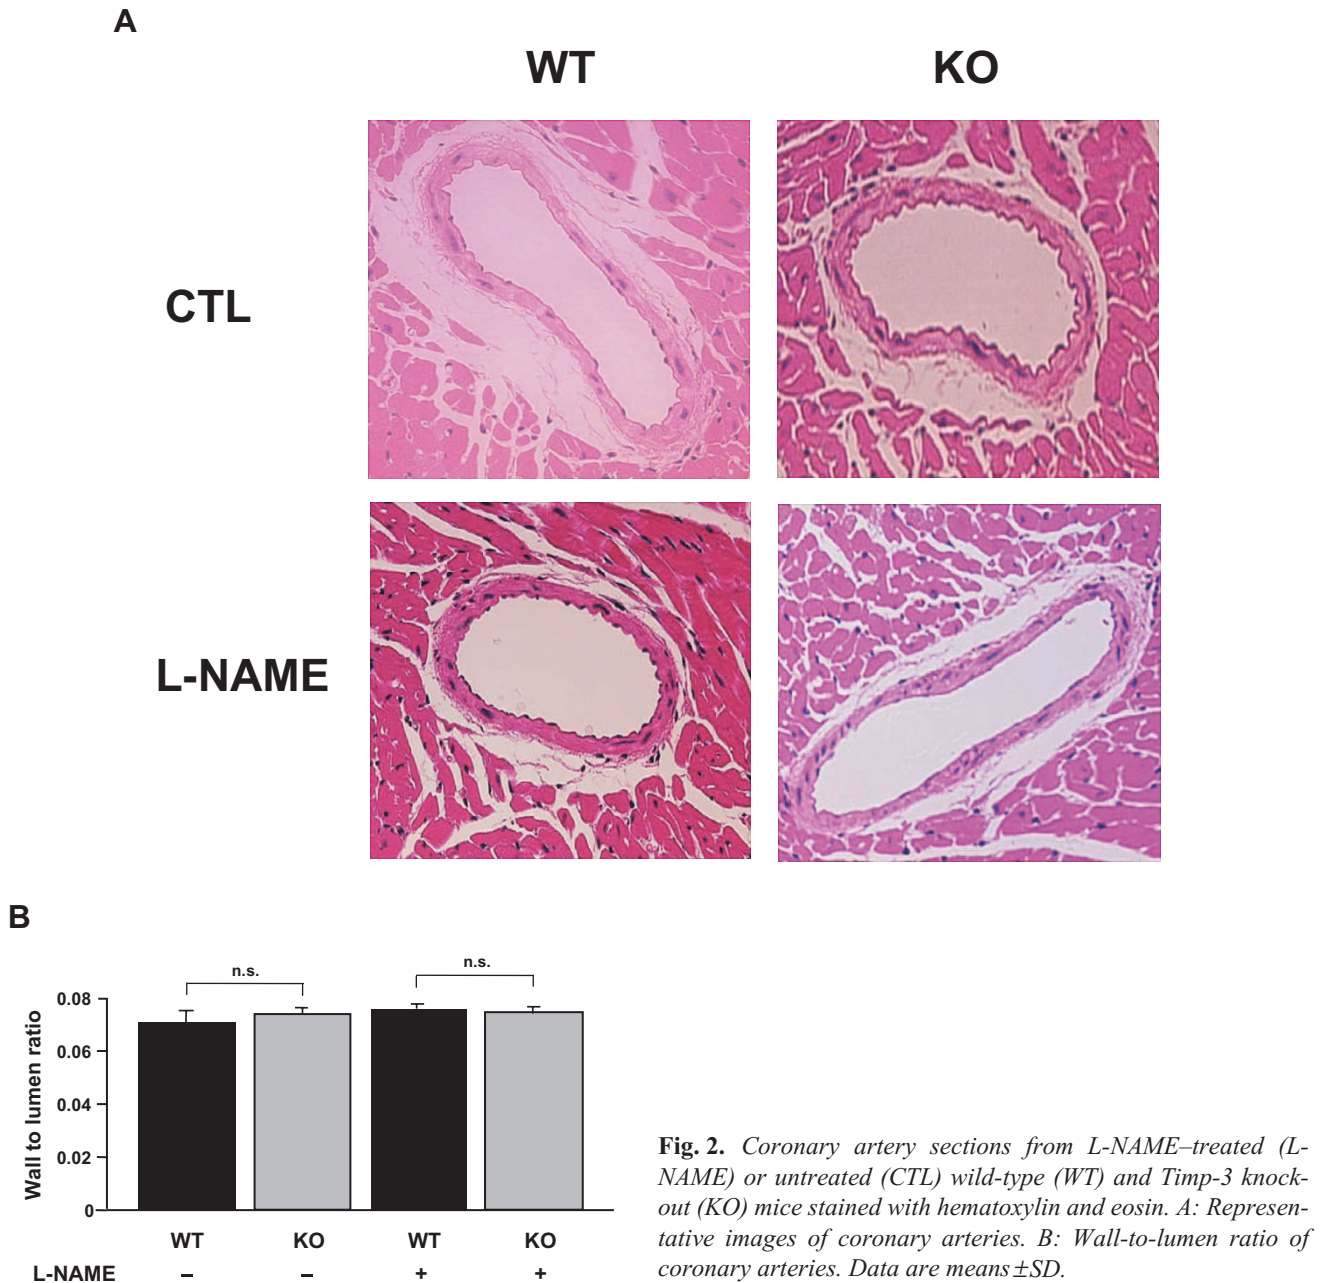 A
WT KO
CTL
L-NAME
B
n.s. n.s.
Wall to lumen ratio
0.08
0.06
0.04
0.02
0
WT KO WT KO
L-NAME – – + +
Fig. 2. Coronary artery sections from L-NAME–treated (L-
NAME) or untreated (CTL) wild-type (WT) and Timp-3 knock-
out (KO) mice stained with hematoxylin and eosin. A: Represen-
tative images of coronary arteries. B: Wall-to-lumen ratio of
coronary arteries. Data are means±SD.